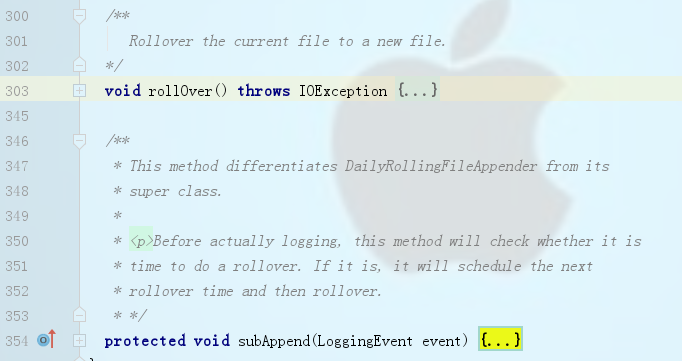 300 /**
301 Rollover the current file to a new file.
302 */
303 void rollOver() throws IOException {...}
345
346 /**
347 * This method differentiates DailyRollingFileAppender from its
348 * super class.
349 *
350 * <p>Before actually logging, this method will check whether it is
351 * time to do a rollover. If it is, it will schedule the next
352 * rollover time and then rollover.
353 * */
354 protected void subAppend(LoggingEvent event) {...}